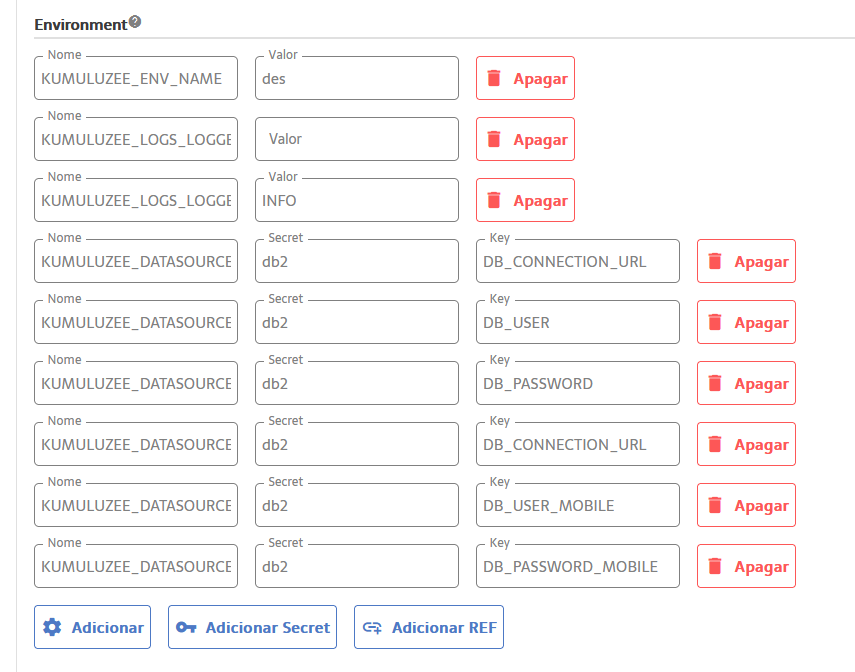 Environment
Nome Valor
KUMULUZEE_ENV_NAME des Apagar
Nome
KUMULUZEE_LOGS_LOGGE Valor Apagar
Nome Valor
KUMULUZEE_LOGS_LOGGE INFO Apagar
Nome Secret Key
KUMULUZEE_DATASOURCE db2 DB_CONNECTION_URL Apagar
Nome Secret Key
KUMULUZEE_DATASOURCE db2 DB_USER Apagar
Nome Secret Key
KUMULUZEE_DATASOURCE db2 DB_PASSWORD Apagar
Nome Secret Key
KUMULUZEE_DATASOURCE db2 DB_CONNECTION_URL Apagar
Nome Secret Key
KUMULUZEE_DATASOURCE db2 DB_USER_MOBILE Apagar
Nome Secret Key
KUMULUZEE_DATASOURCE db2 DB_PASSWORD_MOBILE Apagar
Adicionar Adicionar Secret Adicionar REF